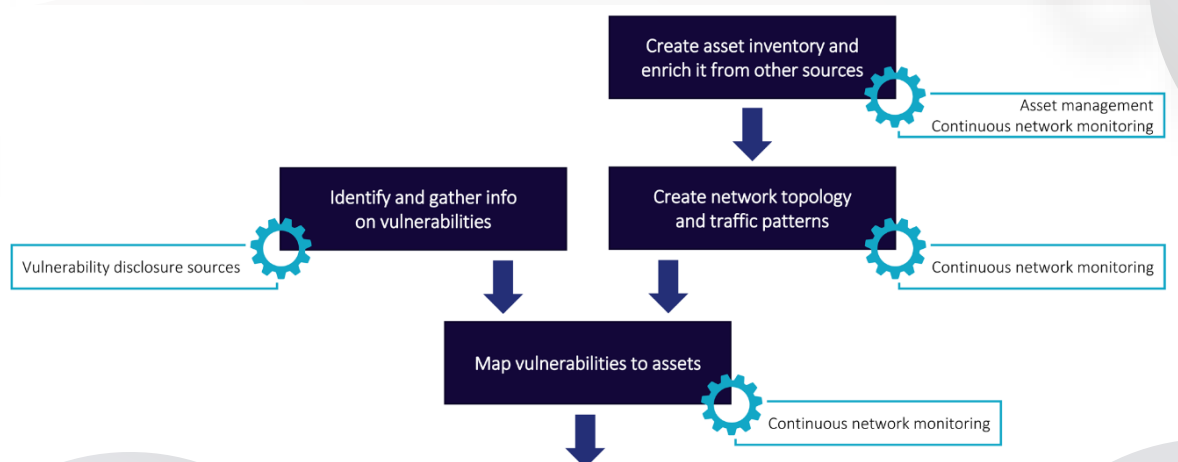 Create asset inventory and
enrich it from other sources
Asset management
Continuous network monitoring
Identify and gather info
on vulnerabilities
Vulnerability disclosure sources
Create network topology
and traffic patterns
Continuous network monitoring
Map vulnerabilities to assets
Continuous network monitoring